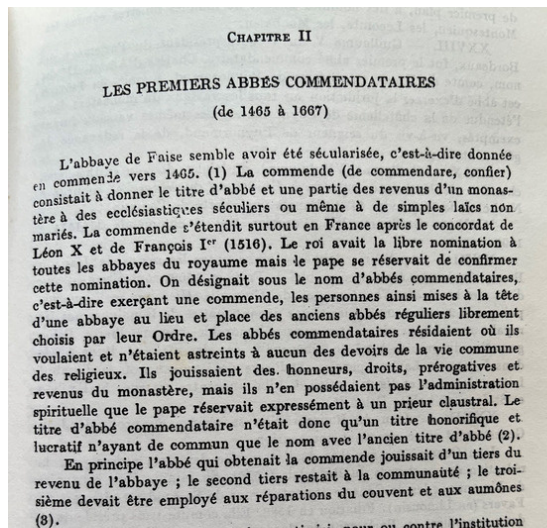 CHAPITRE II
LES PREMIERS ABBÉS COMMENDATAIRES
(de 1465 à 1667)
L'abbaye de Faise semble avoir été sécularisée, c'est-à-dire donnée
en commende vers 1465. (1) La commende (de commendare, confier)
consistait à donner le titre d'abbé et une partie des revenus d'un monas-
tère à des ecclésiastiques séculiers ou même à de simples laïcs non
mariés. La commende s'étendit surtout en France après le concordat de
Léon X et de François Ier (1516). Le roi avait la libre nomination à
toutes les abbayes du royaume mais le pape se réservait de confirmer
cette nomination. On désignait sous le nom d'abbés commendataires,
c'est-à-dire exerçant une commende, les personnes ainsi mises à la tête
d'une abbaye au lieu et place des anciens abbés réguliers librement
choisis par leur Ordre. Les abbés commendataires résidaient où ils
voulaient et n'étaient astreints à aucun des devoirs de la vie commune
des religieux. Ils jouissaient des honneurs, droits, prérogatives et
revenus du monastère, mais ils n'en possédaient pas l'administration
spirituelle que le pape réservait expressément à un prieur claustral. Le
titre d'abbé commendataire n'était donc qu'un titre honorifique et
lucratif n'ayant de commun que le nom avec l'ancien titre d'abbé (2).
En principe l'abbé qui obtenait la commende jouissait d'un tiers du
revenu de l'abbaye ; le second tiers restait à la communauté ; le troi-
sième devait être employé aux réparations du couvent et aux aumônes
(3).
pour ou contre l'institution